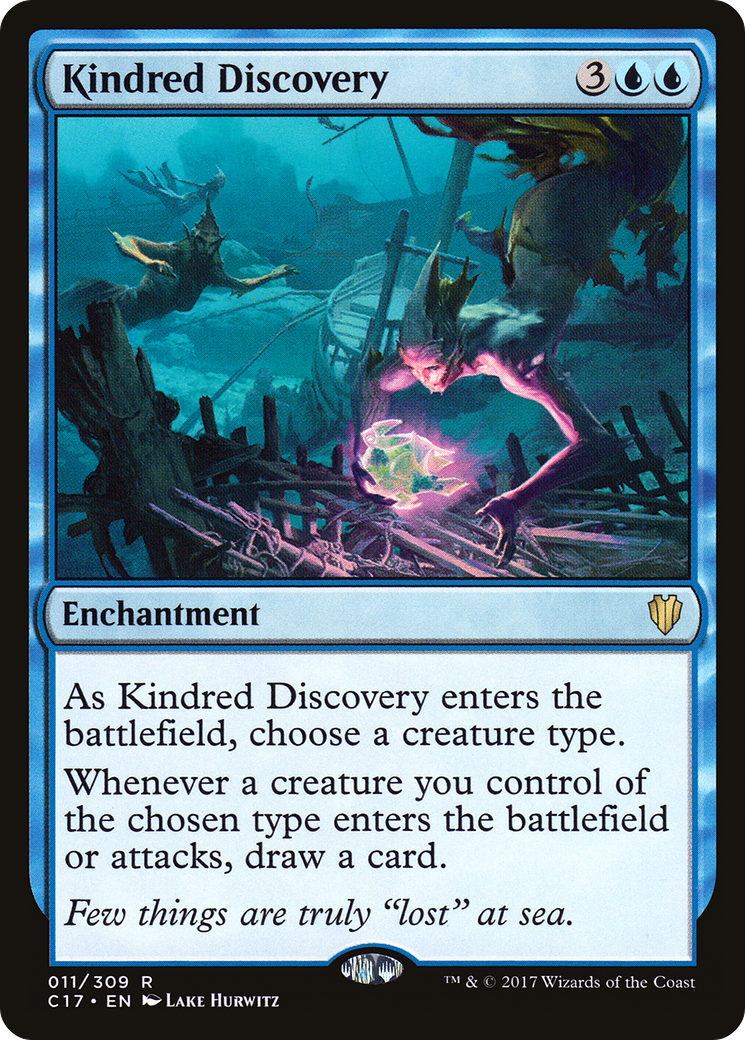 Kindred Discovery 3
Enchantment
As Kindred Discovery enters the
battlefield, choose a creature type.
Whenever a creature you control of
the chosen type enters the battlefield
or attacks, draw a card.
Few things are truly “lost” at sea.
011/309 R
C17 • EN Lake Hurwitz
™ & © 2017 Wizards of the Coast